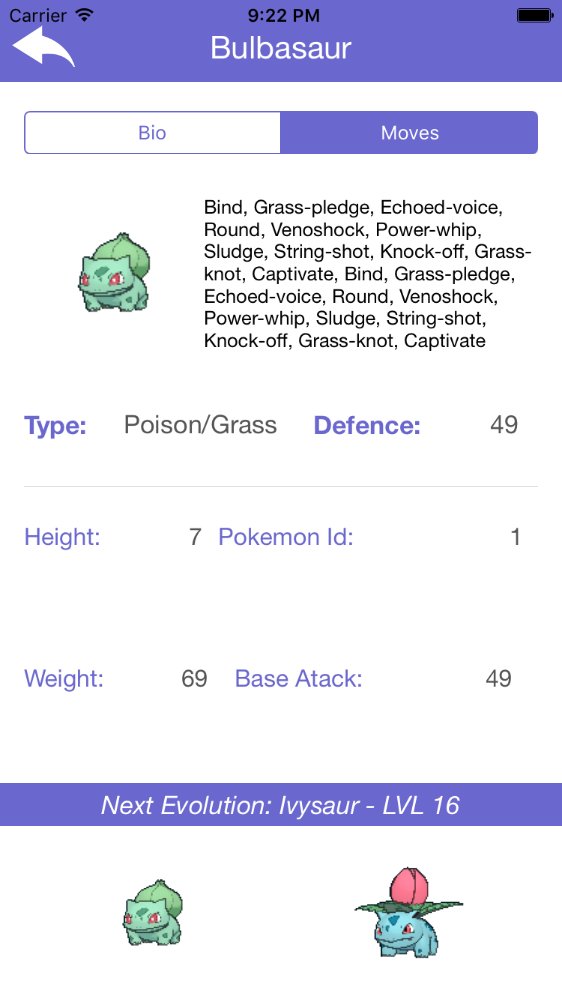 Carrier 9:22 PM
Bulbasaur
Bio Moves
Bind, Grass-pledge, Echoed-voice,
Round, Venoshock, Power-whip,
Sludge, String-shot, Knock-off, Grass-
knot, Captivate, Bind, Grass-pledge,
Echoed-voice, Round, Venoshock,
Power-whip, Sludge, String-shot,
Knock-off, Grass-knot, Captivate
Type: Poison/Grass Defence: 49
Height: 7 Pokemon Id: 1
Weight: 69 Base Atack: 49
Next Evolution: Ivysaur - LVL 16